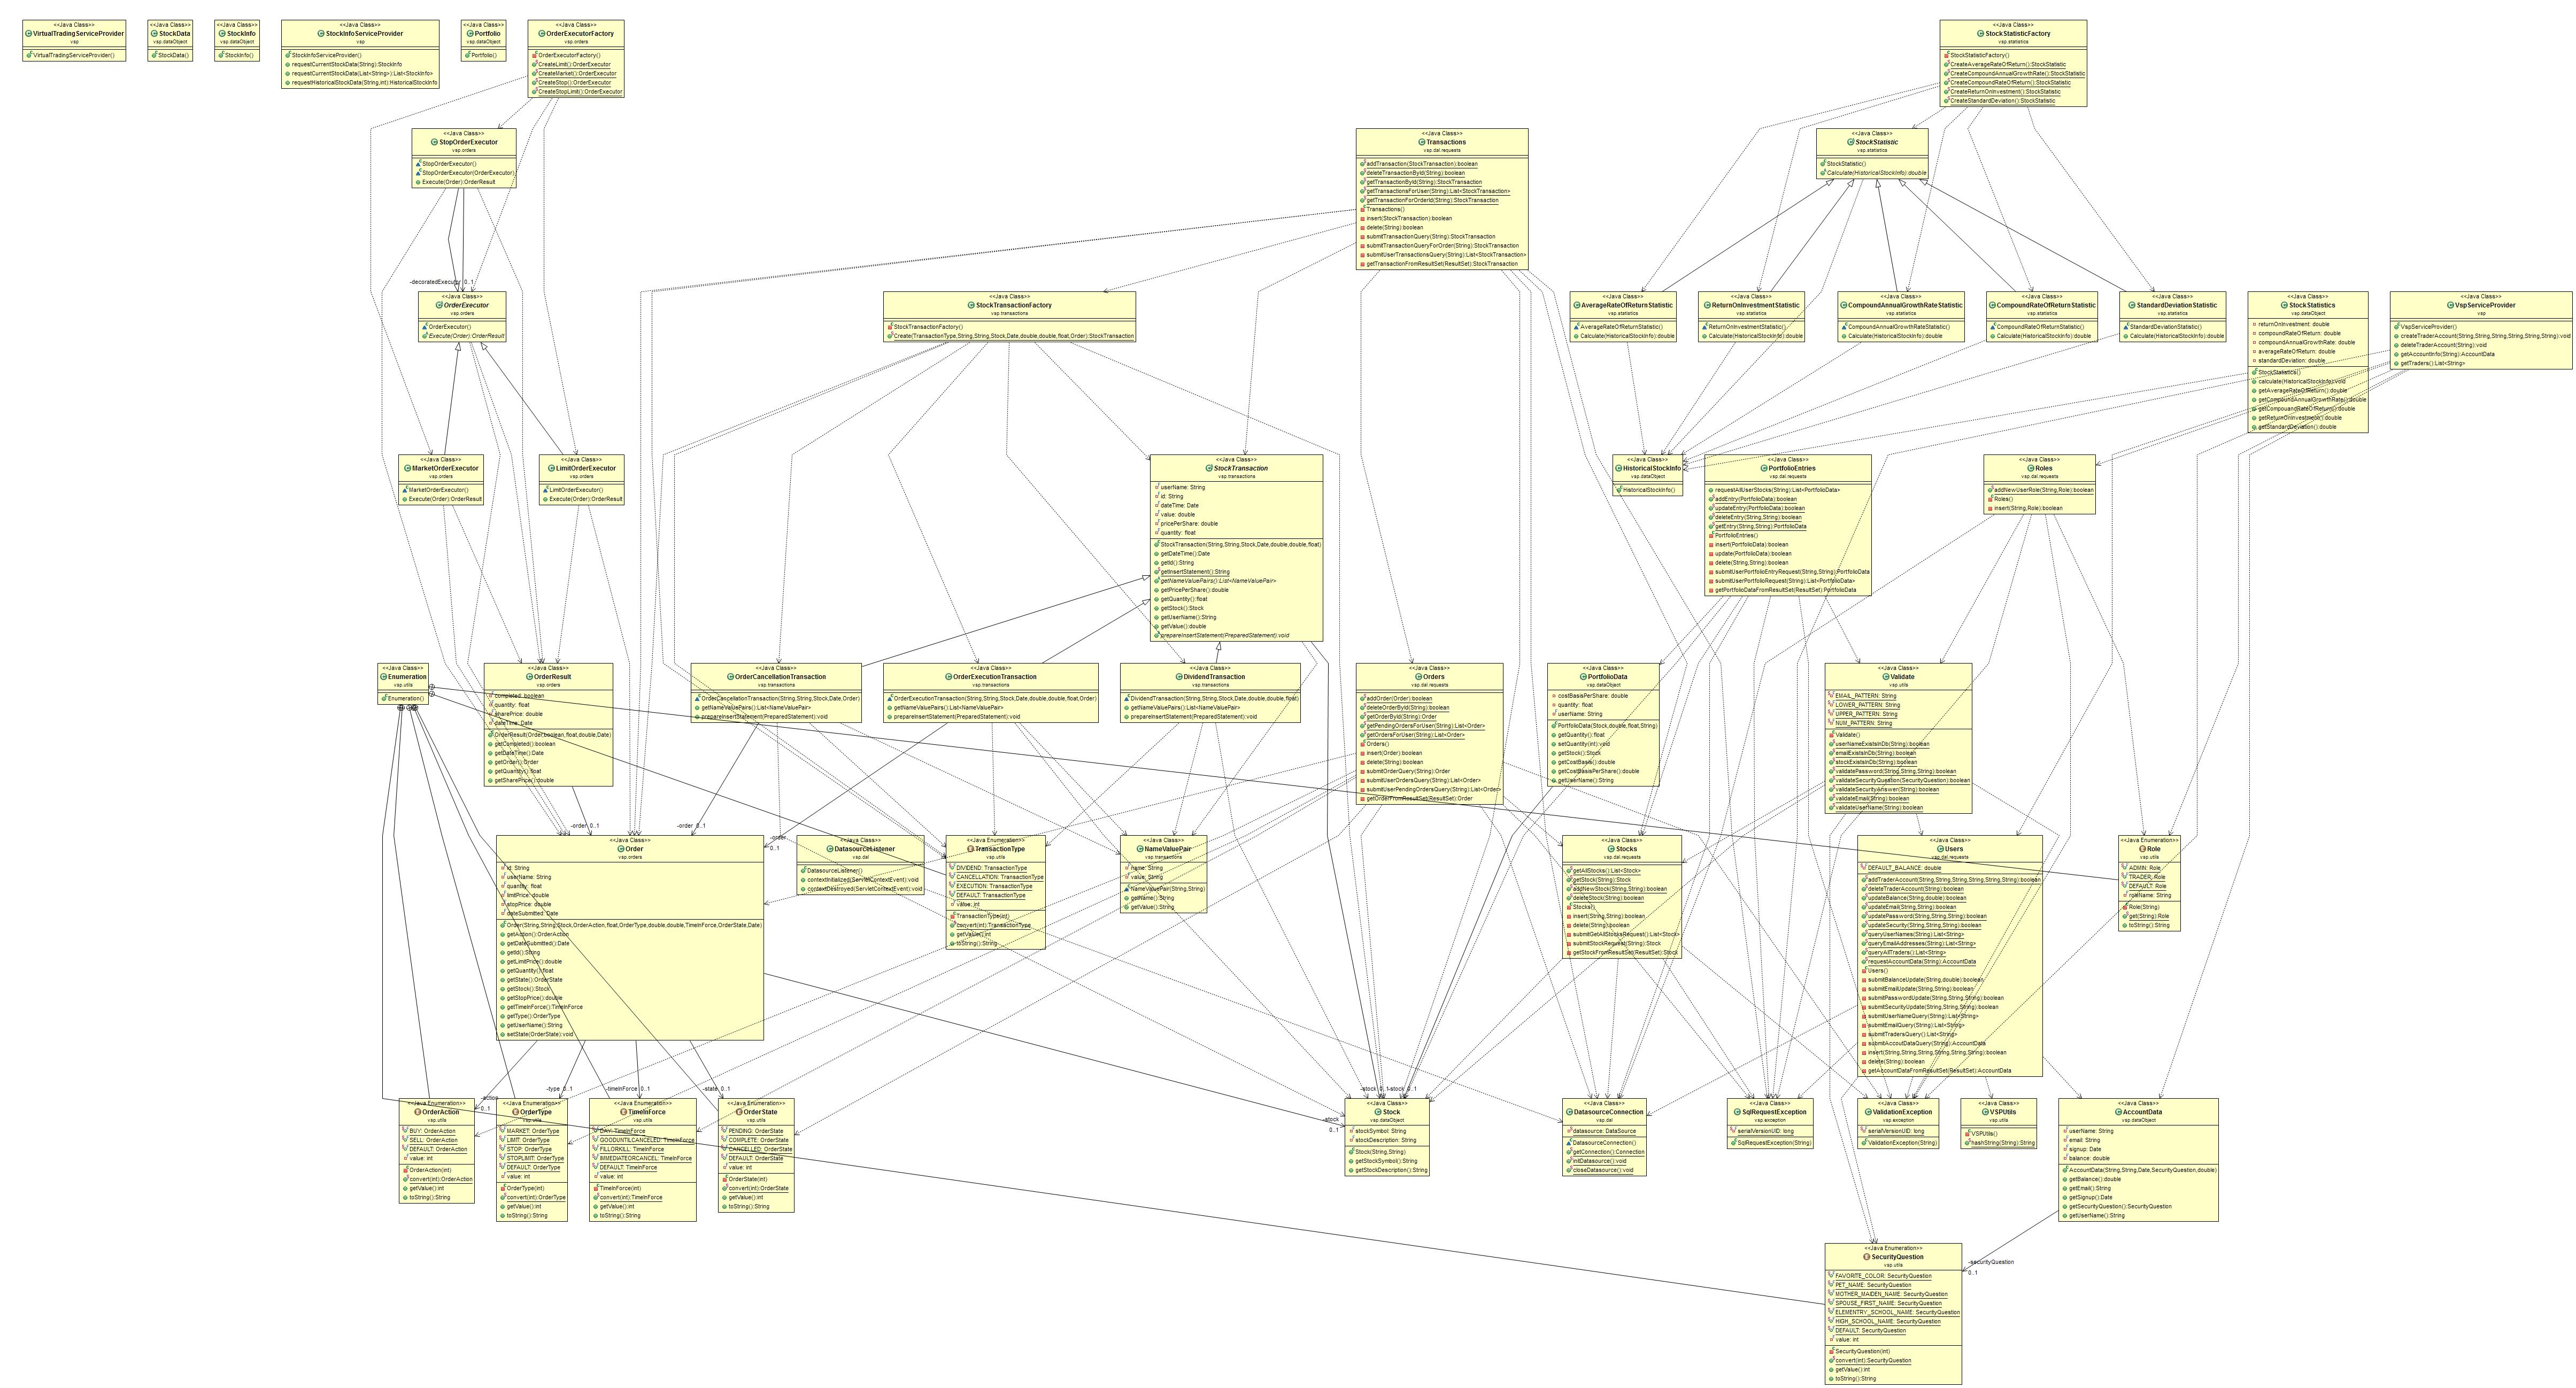 <<Java Class>>
VirtualTradingServiceProvider
vsp
VirtualTradingServiceProvider()
<<Java Class>>
StockData
vsp.dataObject
StockData()
<<Java Class>>
StockInfo
vsp.dataObject
StockInfo()
<<Java Class>>
StockInfoServiceProvider
vsp
StockInfoServiceProvider()
requestCurrentStockData(String):StockInfo
requestCurrentStockData(List<String>):List<StockInfo>
requestHistoricalStockData(String,int):HistoricalStockInfo
<<Java Class>>
Portfolio
vsp.dataObject
Portfolio()
<<Java Class>>
OrderExecutorFactory
vsp.orders
OrderExecutorFactory()
CreateLimit():OrderExecutor
CreateMarket():OrderExecutor
CreateStop():OrderExecutor
CreateStopLimit():OrderExecutor
<<Java Class>>
StockStatisticFactory
vsp.statistics
StockStatisticFactory()
CreateAverageRateOfReturn():StockStatistic
CreateCompoundAnnualGrowthRate():StockStatistic
CreateCompoundRateOfReturn():StockStatistic
CreateReturnOnInvestment():StockStatistic
CreateStandardDeviation():StockStatistic
<<Java Class>>
StopOrderExecutor
vsp.orders
StopOrderExecutor()
StopOrderExecutor(OrderExecutor)
Execute(Order):OrderResult
<<Java Class>>
Transactions
vsp.dal.requests
addTransaction(StockTransaction):boolean
deleteTransactionById(String):boolean
getTransactionById(String):StockTransaction
getTransactionsForUser(String):List<StockTransaction>
getTransactionForOrderId(String):StockTransaction
Transactions()
insert(StockTransaction):boolean
delete(String):boolean
submitTransactionQuery(String):StockTransaction
submitTransactionQueryForOrder(String):StockTransaction
submitUserTransactionsQuery(String):List<StockTransaction>
getTransactionFromResultSet(ResultSet):StockTransaction
<<Java Class>>
StockStatistic
vsp.statistics
StockStatistic()
Calculate(HistoricalStockInfo):double
-decoratedExecutor 0..1
<<Java Class>>
OrderExecutor
vsp.orders
OrderExecutor()
Execute(Order):OrderResult
<<Java Class>>
StockTransactionFactory
vsp.transactions
StockTransactionFactory()
Create(TransactionType,String,String,Stock,Date,double,double,float,Order):StockTransaction
<<Java Class>>
AverageRateOfReturnStatistic
vsp.statistics
AverageRateOfReturnStatistic()
Calculate(HistoricalStockInfo):double
<<Java Class>>
ReturnOnInvestmentStatistic
vsp.statistics
ReturnOnInvestmentStatistic()
Calculate(HistoricalStockInfo):double
<<Java Class>>
CompoundAnnualGrowthRateStatistic
vsp.statistics
CompoundAnnualGrowthRateStatistic()
Calculate(HistoricalStockInfo):double
<<Java Class>>
CompoundRateOfReturnStatistic
vsp.statistics
CompoundRateOfReturnStatistic()
Calculate(HistoricalStockInfo):double
<<Java Class>>
StandardDeviationStatistic
vsp.statistics
StandardDeviationStatistic()
Calculate(HistoricalStockInfo):double
<<Java Class>>
StockStatistics
vsp.dataObject
returnOnInvestment: double
compoundRateOfReturn: double
compoundAnnualGrowthRate: double
averageRateOfReturn: double
standardDeviation: double
StockStatistics()
calculate(HistoricalStockInfo):void
getAverageRateOfReturn():double
getCompoundAnnualGrowthRate():double
getCompouandRateOfReturn():double
getReturnOnInvestment():double
getStandardDeviation():double
<<Java Class>>
VspServiceProvider
vsp
VspServiceProvider()
createTraderAccount(String,String,String,String,String,String):void
deleteTraderAccount(String):void
getAccountInfo(String):AccountData
getTraders():List<String>
<<Java Class>>
MarketOrderExecutor
vsp.orders
MarketOrderExecutor()
Execute(Order):OrderResult
<<Java Class>>
LimitOrderExecutor
vsp.orders
LimitOrderExecutor()
Execute(Order):OrderResult
<<Java Class>>
StockTransaction
vsp.transactions
userName: String
id: String
dateTime: Date
value: double
pricePerShare: double
quantity: float
StockTransaction(String,String,Stock,Date,double,double,float)
getDateTime():Date
getId():String
getInsertStatement():String
getNameValuePairs():List<NameValuePair>
getPricePerShare():double
getQuantity():float
getStock():Stock
getUserName():String
getValue():double
prepareInsertStatement(PreparedStatement):void
<<Java Class>>
HistoricalStockInfo
vsp.dataObject
HistoricalStockInfo()
<<Java Class>>
PortfolioEntries
vsp.dal.requests
requestAllUserStocks(String):List<PortfolioData>
addEntry(PortfolioData):boolean
updateEntry(PortfolioData):boolean
deleteEntry(String,String):boolean
getEntry(String,String):PortfolioData
PortfolioEntries()
insert(PortfolioData):boolean
update(PortfolioData):boolean
delete(String,String):boolean
submitUserPortfolioEntryRequest(String,String):PortfolioData
submitUserPortfolioRequest(String):List<PortfolioData>
getPortfolioDataFromResultSet(ResultSet):PortfolioData
<<Java Class>>
Roles
vsp.dal.requests
addNewUserRole(String,Role):boolean
Roles()
insert(String,Role):boolean
<<Java Class>>
Enumeration
vsp.utils
Enumeration()
<<Java Class>>
OrderResult
vsp.orders
completed: boolean
quantity: float
sharePrice: double
dateTime: Date
OrderResult(Order,boolean,float,double,Date)
getCompleted():boolean
getDateTime():Date
getOrder():Order
getQuantity():float
getSharePrice():double
<<Java Class>>
OrderCancellationTransaction
vsp.transactions
OrderCancellationTransaction(String,String,Stock,Date,Order)
getNameValuePairs():List<NameValuePair>
prepareInsertStatement(PreparedStatement):void
<<Java Class>>
OrderExecutionTransaction
vsp.transactions
OrderExecutionTransaction(String,String,Stock,Date,double,double,float,Order)
getNameValuePairs():List<NameValuePair>
prepareInsertStatement(PreparedStatement):void
<<Java Class>>
DividendTransaction
vsp.transactions
DividendTransaction(String,String,Stock,Date,double,double,float)
getNameValuePairs():List<NameValuePair>
prepareInsertStatement(PreparedStatement):void
<<Java Class>>
Orders
vsp.dal.requests
addOrder(Order):boolean
deleteOrderById(String):boolean
getOrderById(String):Order
getPendingOrdersForUser(String):List<Order>
getOrdersForUser(String):List<Order>
Orders()
insert(Order):boolean
delete(String):boolean
submitOrderQuery(String):Order
submitUserOrdersQuery(String):List<Order>
submitUserPendingOrdersQuery(String):List<Order>
getOrderFromResultSet(ResultSet):Order
<<Java Class>>
PortfolioData
vsp.dataObject
costBasisPerShare: double
quantity: float
userName: String
PortfolioData(Stock,double,float,String)
getQuantity():float
setQuantity(int):void
getStock():Stock
getCostBasis():double
getCostBasisPerShare():double
getUserName():String
<<Java Class>>
Validate
vsp.utils
EMAIL_PATTERN: String
LOWER_PATTERN: String
UPPER_PATTERN: String
NUM_PATTERN: String
Validate()
userNameExistsInDb(String):boolean
emailExistsInDb(String):boolean
stockExistsInDb(String):boolean
validatePassword(String,String):boolean
validateSecurityQuestion(SecurityQuestion):boolean
validateSecurityAnswer(String):boolean
validateEmail(String):boolean
validateUserName(String):boolean
-order 0..1
-order 0..1
-order
0..1
<<Java Class>>
Order
vsp.orders
id: String
userName: String
quantity: float
limitPrice: double
stopPrice: double
dateSubmitted: Date
Order(String,String,Stock,OrderAction,float,OrderType,double,double,TimeInForce,OrderState,Date)
getAction():OrderAction
getDateSubmitted():Date
getId():String
getLimitPrice():double
getQuantity():float
getState():OrderState
getStock():Stock
getStopPrice():double
getTimeInForce():TimeInForce
getType():OrderType
getUserName():String
setState(OrderState):void
<<Java Class>>
DatasourceListener
vsp.dal
DatasourceListener()
contextInitialized(ServletContextEvent):void
contextDestroyed(ServletContextEvent):void
<<Java Enumeration>>
TransactionType
vsp.utils
DIVIDEND: TransactionType
CANCELLATION: TransactionType
EXECUTION: TransactionType
DEFAULT: TransactionType
value: int
TransactionType(int)
convert(int):TransactionType
getValue():int
toString():String
<<Java Class>>
NameValuePair
vsp.transactions
name: String
value: String
NameValuePair(String,String)
getName():String
getValue():String
<<Java Class>>
Stocks
vsp.dal.requests
getAllStocks():List<Stock>
getStock(String):Stock
addNewStock(String,String):boolean
deleteStock(String):boolean
Stocks()
insert(String,String):boolean
delete(String):boolean
submitGetAllStocksRequest():List<Stock>
submitStockRequest(String):Stock
getStockFromResultSet(ResultSet):Stock
<<Java Class>>
Users
vsp.dal.requests
DEFAULT_BALANCE: double
addTraderAccount(String,String,String,String,String,String):boolean
deleteTraderAccount(String):boolean
updateBalance(String,double):boolean
updateEmail(String,String):boolean
updatePassword(String,String,String):boolean
updateSecurity(String,String,String):boolean
queryUserNames(String):List<String>
queryEmailAddresses(String):List<String>
queryAllTraders():List<String>
requestAccountData(String):AccountData
Users()
submitBalanceUpdate(String,double):boolean
submitEmailUpdate(String,String):boolean
submitPasswordUpdate(String,String,String):boolean
submitSecurityUpdate(String,String,String):boolean
submitUserNameQuery(String):List<String>
submitEmailQuery(String):List<String>
submitTradersQuery():List<String>
submitAccoutDataQuery(String):AccountData
insert(String,String,String,String,String,String):boolean
delete(String):boolean
getAccountDataFromResultSet(ResultSet):AccountData
<<Java Enumeration>>
Role
vsp.utils
ADMIN: Role
TRADER: Role
DEFAULT: Role
roleName: String
Role(String)
get(String):Role
toString():String
-action
0..1
-type 0..1
-timeInForce 0..1
-state 0..1
-stock 0..1
-stock 0..1
-stock
0..1
<<Java Enumeration>>
OrderAction
vsp.utils
BUY: OrderAction
SELL: OrderAction
DEFAULT: OrderAction
value: int
OrderAction(int)
convert(int):OrderAction
getValue():int
toString():String
<<Java Enumeration>>
OrderType
vsp.utils
MARKET: OrderType
LIMIT: OrderType
STOP: OrderType
STOPLIMIT: OrderType
DEFAULT: OrderType
value: int
OrderType(int)
convert(int):OrderType
getValue():int
toString():String
<<Java Enumeration>>
TimeInForce
vsp.utils
DAY: TimeInForce
GOODUNTILCANCELED: TimeInForce
FILLORKILL: TimeInForce
IMMEDIATEORCANCEL: TimeInForce
DEFAULT: TimeInForce
value: int
TimeInForce(int)
convert(int):TimeInForce
getValue():int
toString():String
<<Java Enumeration>>
OrderState
vsp.utils
PENDING: OrderState
COMPLETE: OrderState
CANCELLED: OrderState
DEFAULT: OrderState
value: int
OrderState(int)
convert(int):OrderState
getValue():int
toString():String
<<Java Class>>
Stock
vsp.dataObject
stockSymbol: String
stockDescription: String
Stock(String,String)
getStockSymbol():String
getStockDescription():String
<<Java Class>>
DatasourceConnection
vsp.dal
datasource: DataSource
DatasourceConnection()
getConnection():Connection
initDatasource():void
closeDatasource():void
<<Java Class>>
SqlRequestException
vsp.exception
serialVersionUID: long
SqlRequestException(String)
<<Java Class>>
ValidationException
vsp.exception
serialVersionUID: long
ValidationException(String)
<<Java Class>>
VSPUtils
vsp.utils
VSPUtils()
hashString(String):String
<<Java Class>>
AccountData
vsp.dataObject
userName: String
email: String
signup: Date
balance: double
AccountData(String,String,Date,SecurityQuestion,double)
getBalance():double
getEmail():String
getSignup():Date
getSecurityQuestion():SecurityQuestion
getUserName():String
-securityQuestion
0..1
<<Java Enumeration>>
SecurityQuestion
vsp.utils
FAVORITE_COLOR: SecurityQuestion
PET_NAME: SecurityQuestion
MOTHER_MAIDEN_NAME: SecurityQuestion
SPOUSE_FIRST_NAME: SecurityQuestion
ELEMENTRY_SCHOOL_NAME: SecurityQuestion
HIGH_SCHOOL_NAME: SecurityQuestion
DEFAULT: SecurityQuestion
value: int
SecurityQuestion(int)
convert(int):SecurityQuestion
getValue():int
toString():String